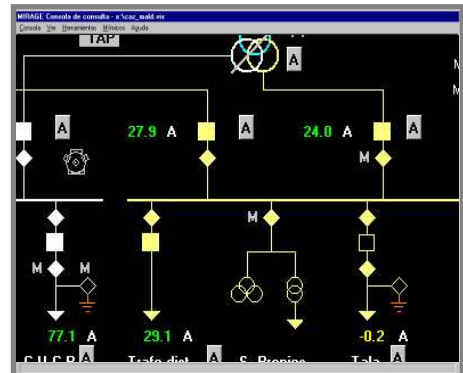 MIRAGE Consola de consulta - v:\caz_mald.vis
Consola Ver Herramientas Mímicos Ayuda
TAP
A
M
M
A
27.9 A
A
24.0 A
A
M
M
M
M
77.1 A
29.1 A
-0.2 A
A
Trafo dist
A
S. Propios
Tala
A